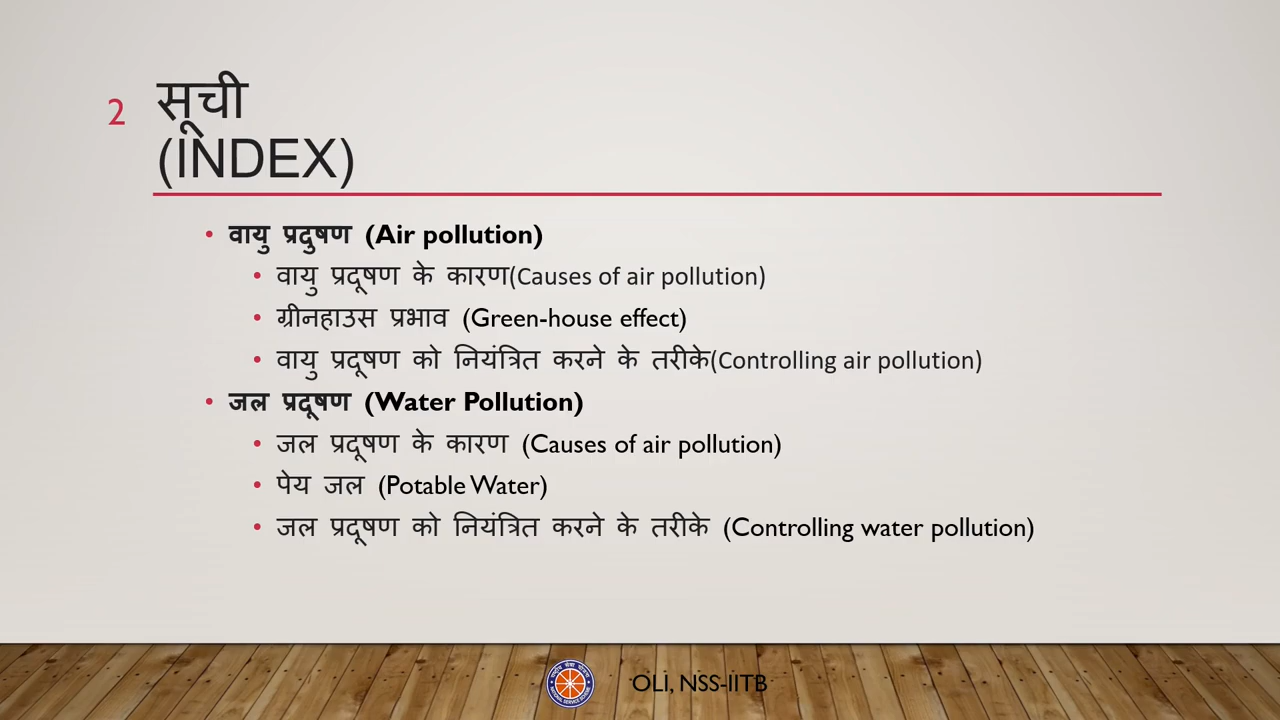 2
सूची
(INDEX)
• वायु प्रदुषण (Air pollution)
• वायु प्रदूषण के कारण(Causes of air pollution)
• ग्रीनहाउस प्रभाव (Green-house effect)
• वायु प्रदूषण को नियंत्रित करने के तरीके(Controlling air pollution)
• जल प्रदूषण (Water Pollution)
• जल प्रदूषण के कारण (Causes of air pollution)
• पेय जल (Potable Water)
• जल प्रदूषण को नियंत्रित करने के तरीके (Controlling water pollution)
OLI, NSS-IITB